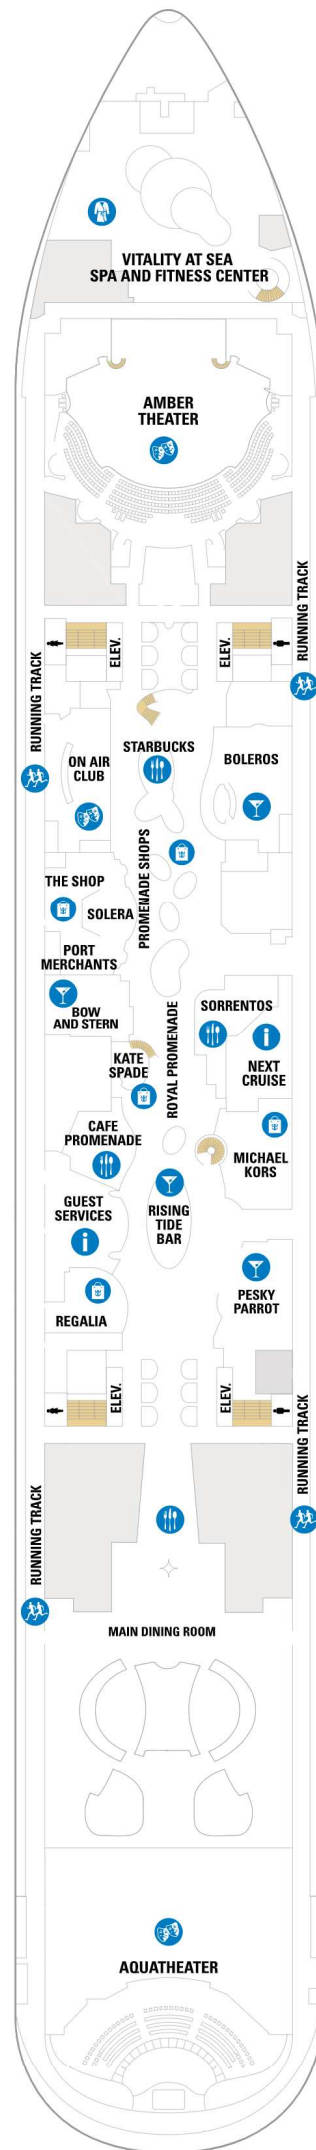 VITALITY AT SEA
SPA AND FITNESS CENTER
AMBER
THEATER
RUNNING TRACK
ELEV.
ELEV.
RUNNING TRACK
STARBUCKS
ON AIR
CLUB
BOLEROS
PROMENADE SHOPS
THE SHOP
SOLERA
PORT
MERCHANTS
BOW
AND STERN
SORRENTOS
ROYAL PROMENADE
KATE
SPADE
NEXT
CRUISE
CAFE
PROMENADE
MICHAEL
KORS
GUEST
SERVICES
RISING
TIDE
BAR
PESKY
PARROT
REGALIA
ELEV.
ELEV.
RUNNING TRACK
RUNNING TRACK
MAIN DINING ROOM
AQUATHEATER